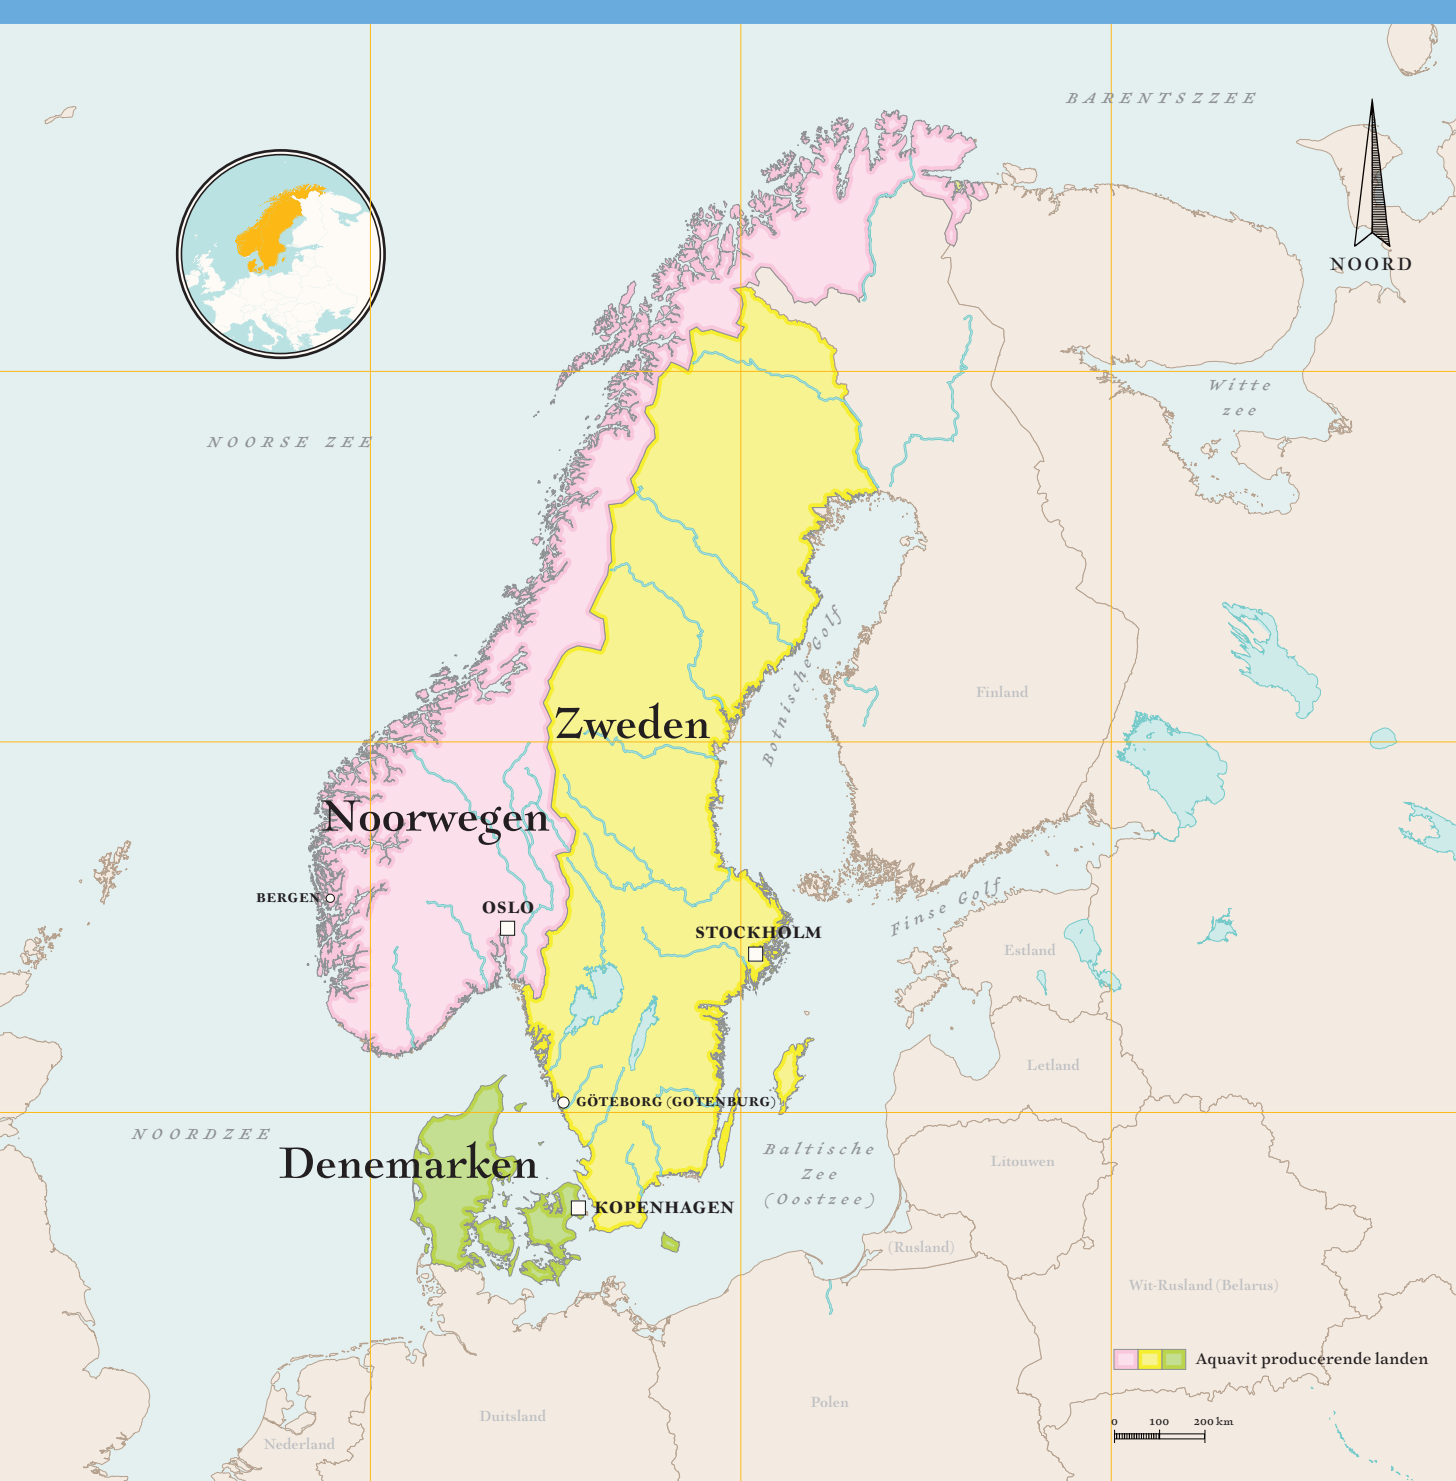 BARENTSZZEE
NOORD
Witte
zee
NOORSE ZEE
Botnische Golf
Finland
Zweden
Noorwegen
BERGEN
OSLO
STOCKHOLM
Finse Golf
Estland
Letland
GÖTEBORG (GOTENBURG)
NOORDZEE
Baltische
Zee
(Oostzee)
Litouwen
Denemarken
KOPENHAGEN
(Rusland)
Wit-Rusland (Belarus)
Aquavit producerende landen
Polen
Duitsland
Nederland
0 100 200 km